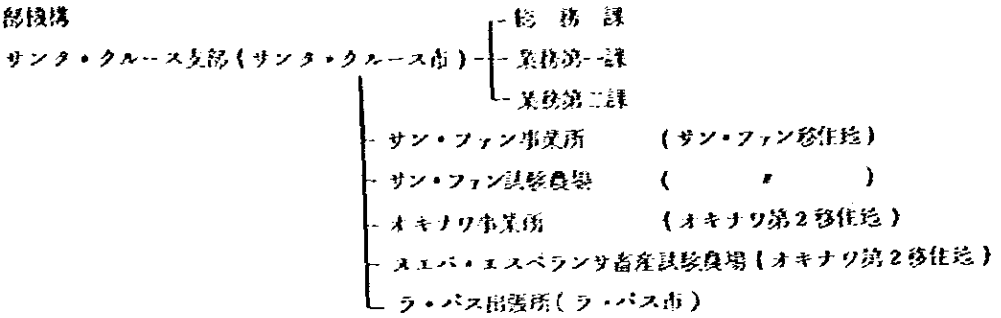 部機構
総務課
サンタ・クルース支部(サンタ・クルース市)
業務第一課
業務第二課
サン・ファン事業所 (サン・ファン移住地)
サン・ファン試験農場 ( 〃 )
オキナワ事業所 (オキナワ第2移住地)
ヌエバ・エスペランサ畜産試験農場(オキナワ第2移住地)
ラ・パス出張所(ラ・パス市)